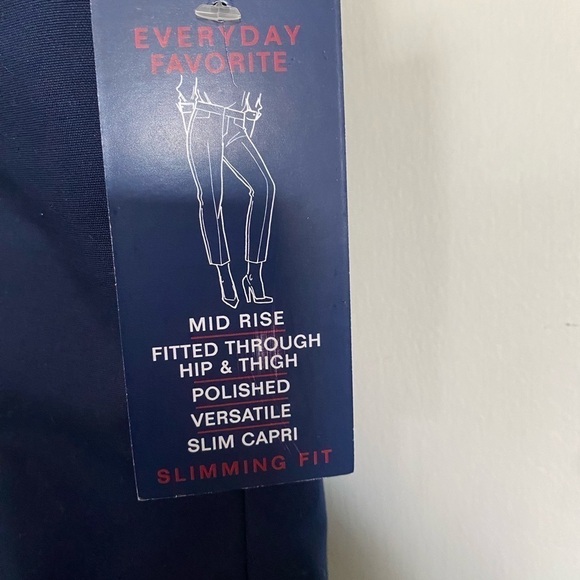 EVERYDAY
FAVORITE
MID RISE
FITTED THROUGH
HIP & THIGH
POLISHED
VERSATILE
SLIM CAPRI
SLIMMING FIT